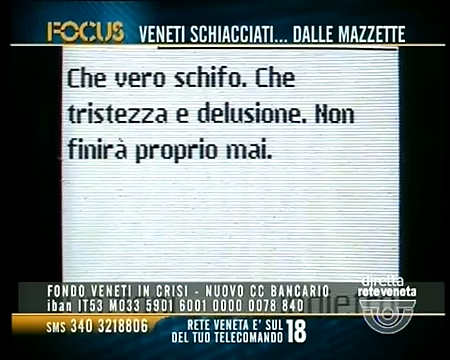 FOCUS VENETI SCHIACCIATI... DALLE MAZZETTE
Che vero schifo. Che
tristezza e delusione. Non
finirà proprio mai.
diretta
reteveneta
FONDO VENETI IN CRISI - NUOVO CC BANCARIO
iban IT53 M033 5901 6001 0000 0078 840
SMS 340 3218806 RETE VENETA E' SUL
DEL TUO TELECOMANDO 18